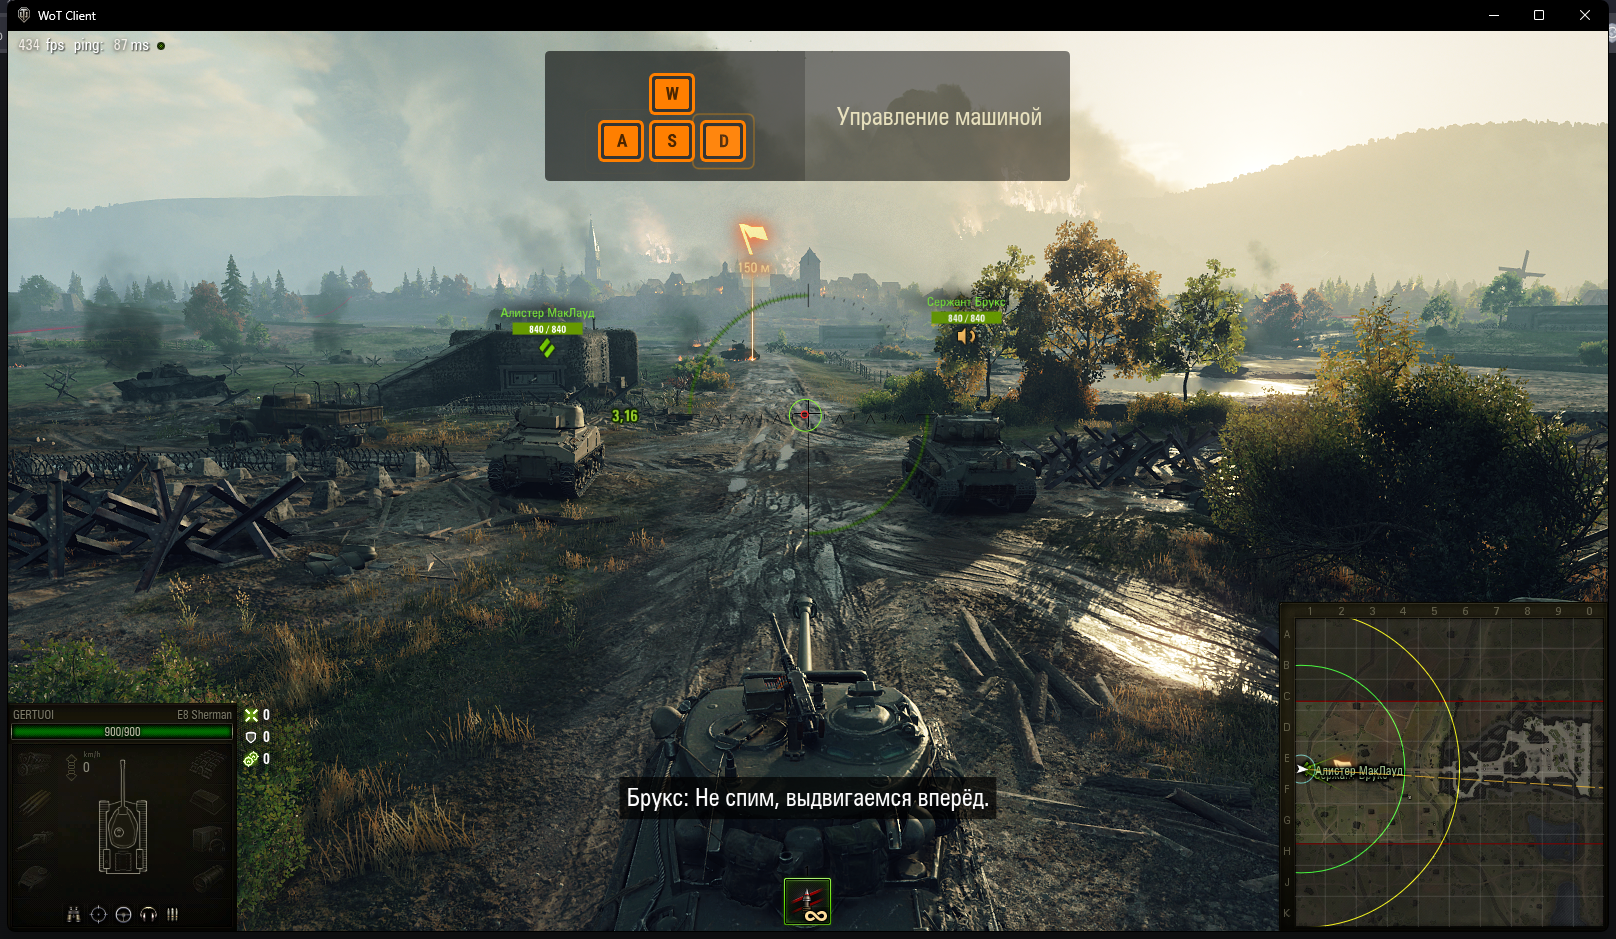 WoT Client
434 fps ping: 87 ms
W
A S D
Управление машиной
150 м
Алистер МакЛауд
840 / 840
Сержант Брукс
840 / 840
3,16
GERTUOI E8 Sherman
900/900
km/h
0
0
0
0
Брукс: Не спим, выдвигаемся вперёд.
1 2 3 4 5 6 7 8 9 0
A
B
C
D
E
F
G
H
J
K
Алистер МакЛауд
Сержант Брукс